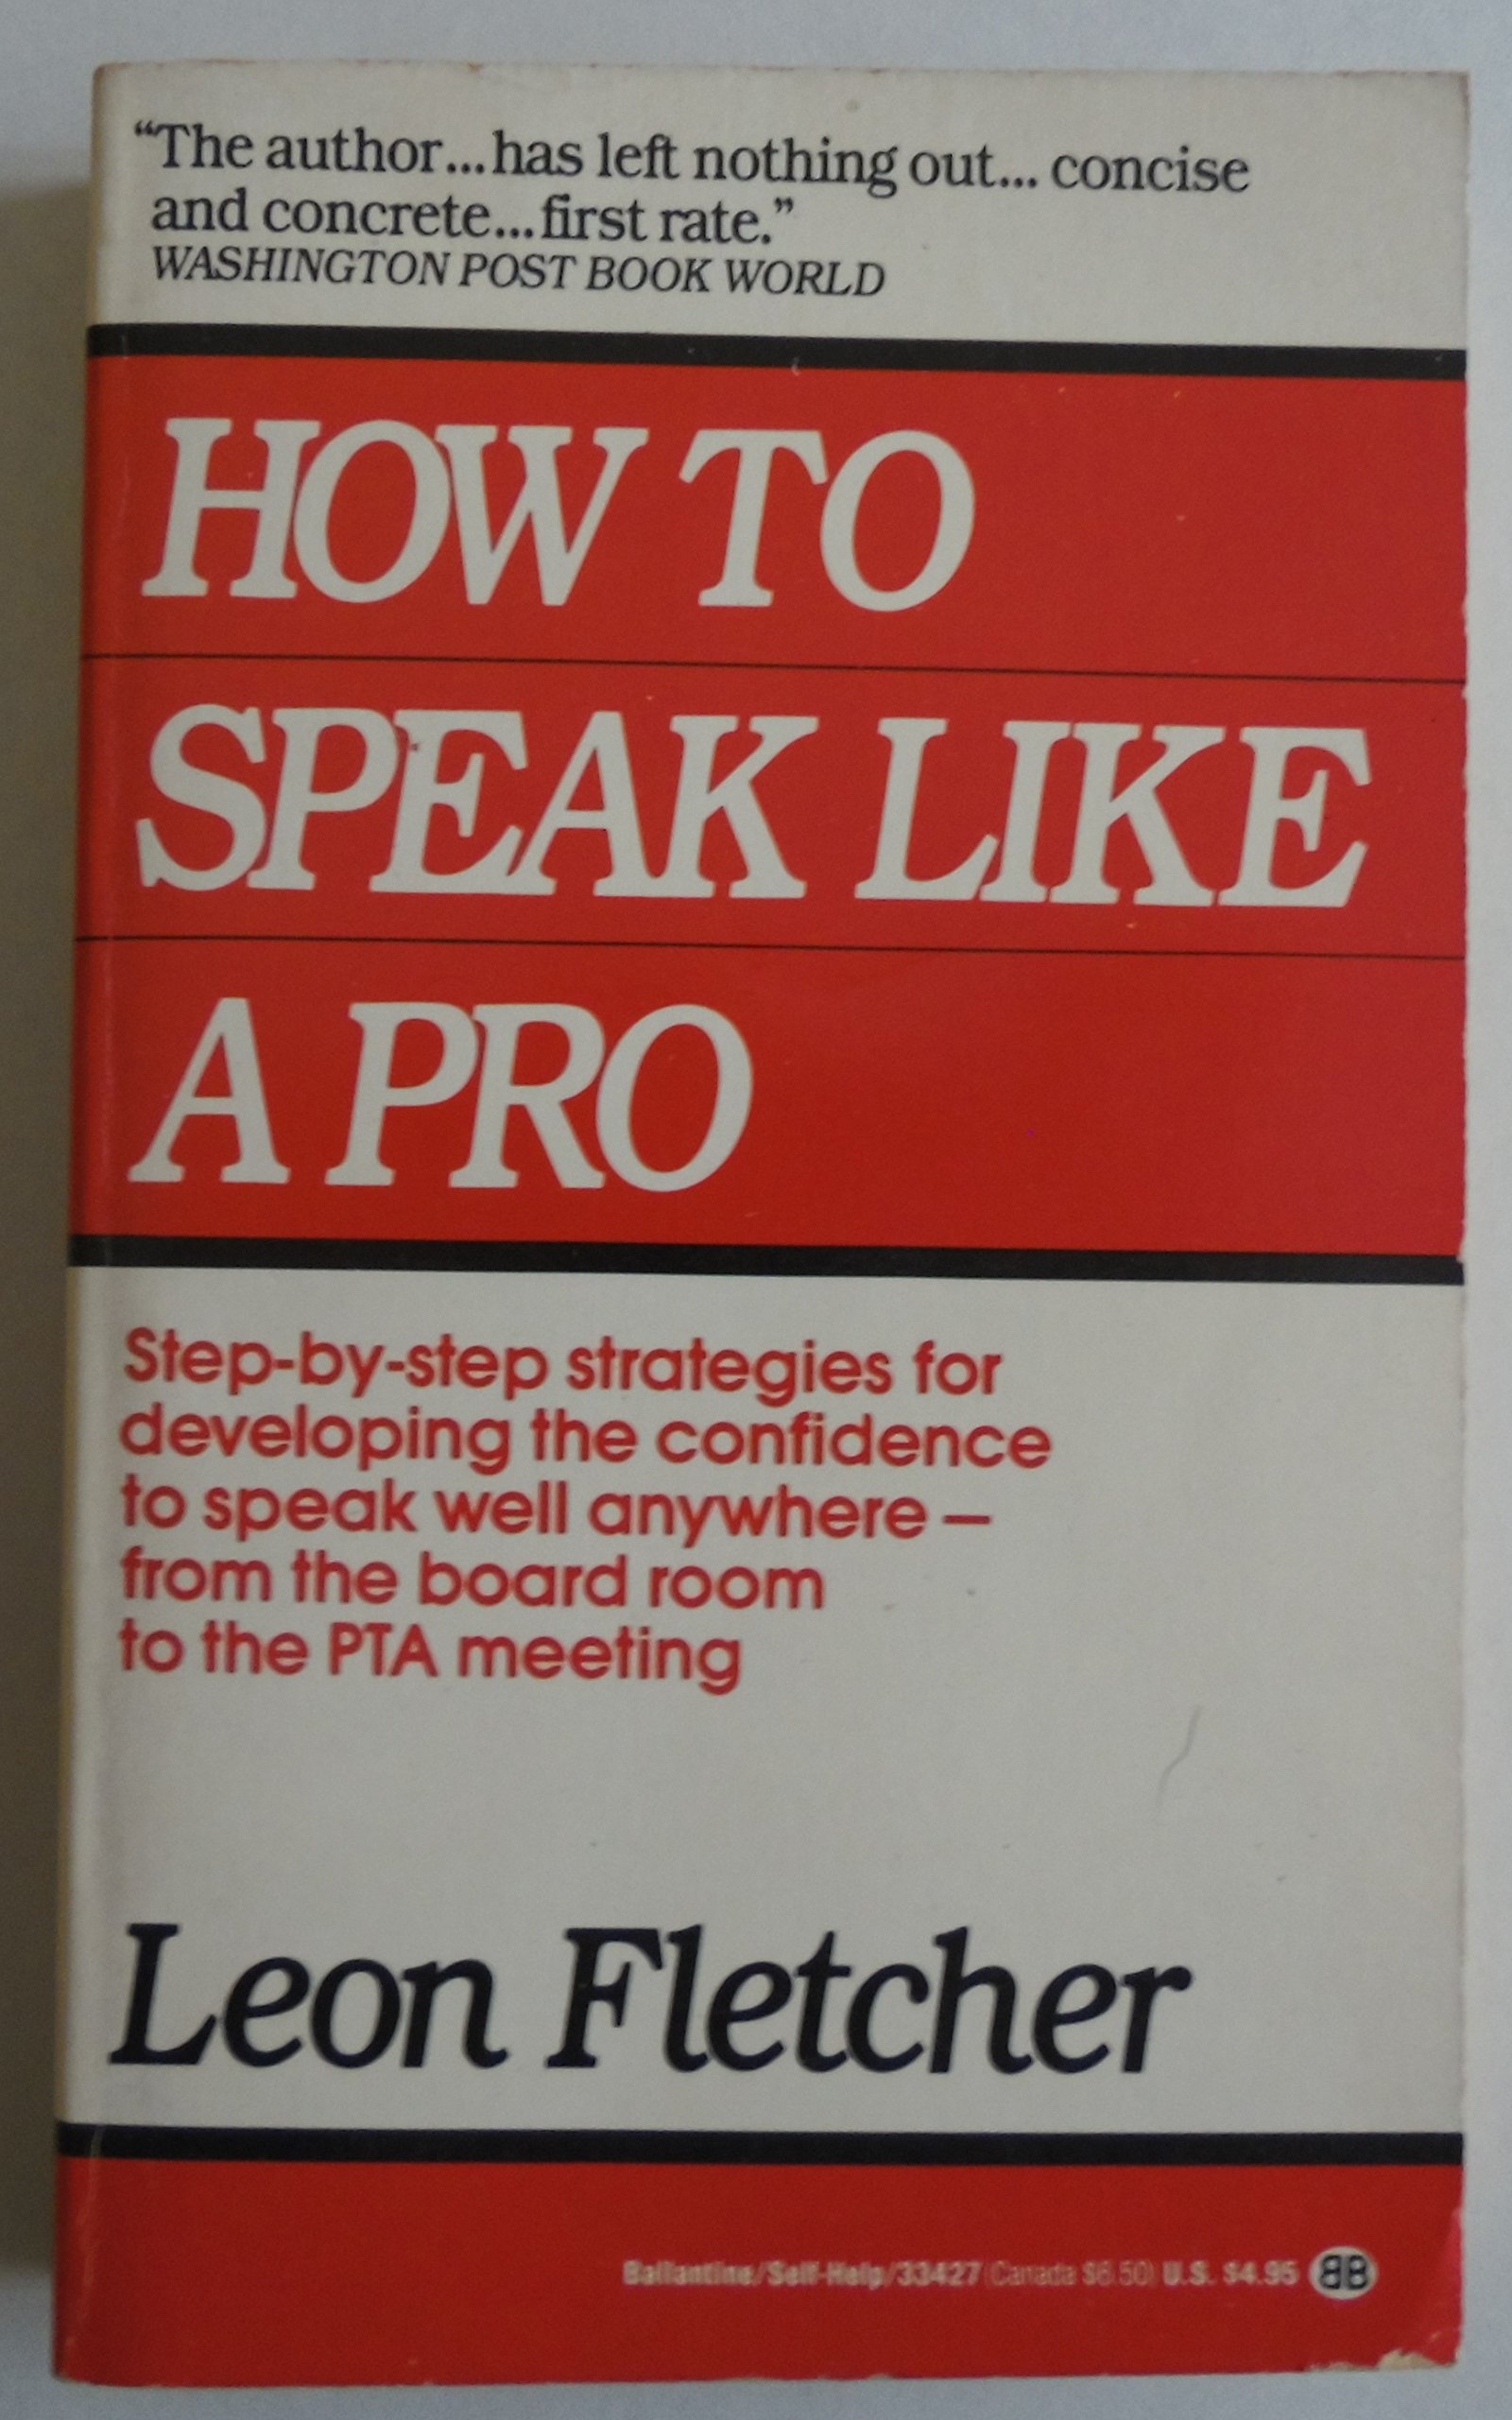 “The author...has left nothing out... concise
and concrete...first rate.”
WASHINGTON POST BOOK WORLD
HOW TO
SPEAK LIKE
A PRO
Step-by-step strategies for
developing the confidence
to speak well anywhere —
from the board room
to the PTA meeting
Leon Fletcher
Ballantine/Self-Help/33427 (Canada $6.50) U.S. $4.95 BB